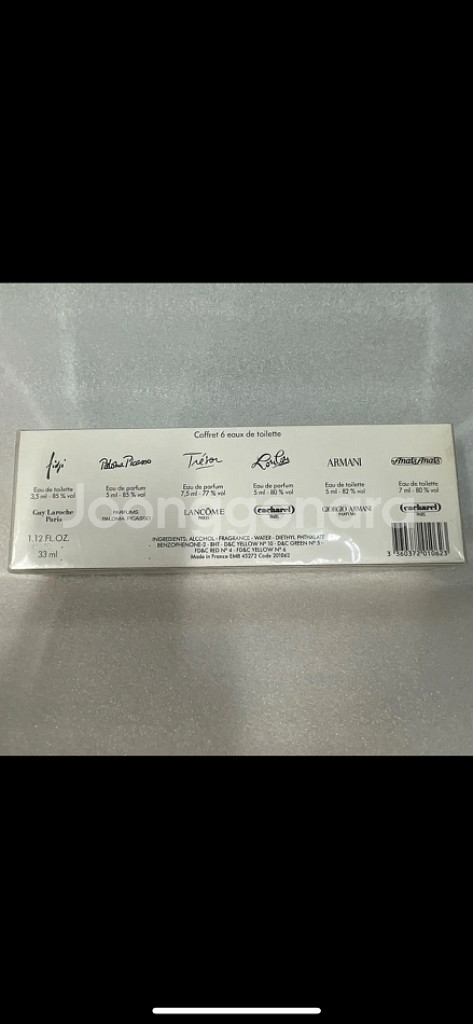 Coffret 6 eaux de toilette
fidji Paloma Picasso Trésor LouLou ARMANI Anaïs Anaïs
Eau de toilette Eau de parfum Eau de parfum Eau de parfum Eau de toilette Eau de toilette
3,5 ml - 85 % vol 5 ml - 85 % vol 7,5 ml - 77 % vol 5 ml - 80 % vol 5 ml - 82 % vol 7 ml - 80 % vol
Guy Laroche PARFUMS LANCÔME cacharel GIORGIO ARMANI cacharel
Paris PALOMA PICASSO PARIS PARIS PARFUMS PARIS
Joonggonara
1.12 FL.OZ.
33 ml
INGREDIENTS: ALCOHOL - FRAGRANCE - WATER - DIETHYL PHTHALATE
BENZOPHENONE-2 - BHT - D&C YELLOW N° 10 - D&C GREEN N° 5 -
FD&C RED N° 4 - FD&C YELLOW N° 6
Made in France EMB 45272 Code 201062
3 360372 010623